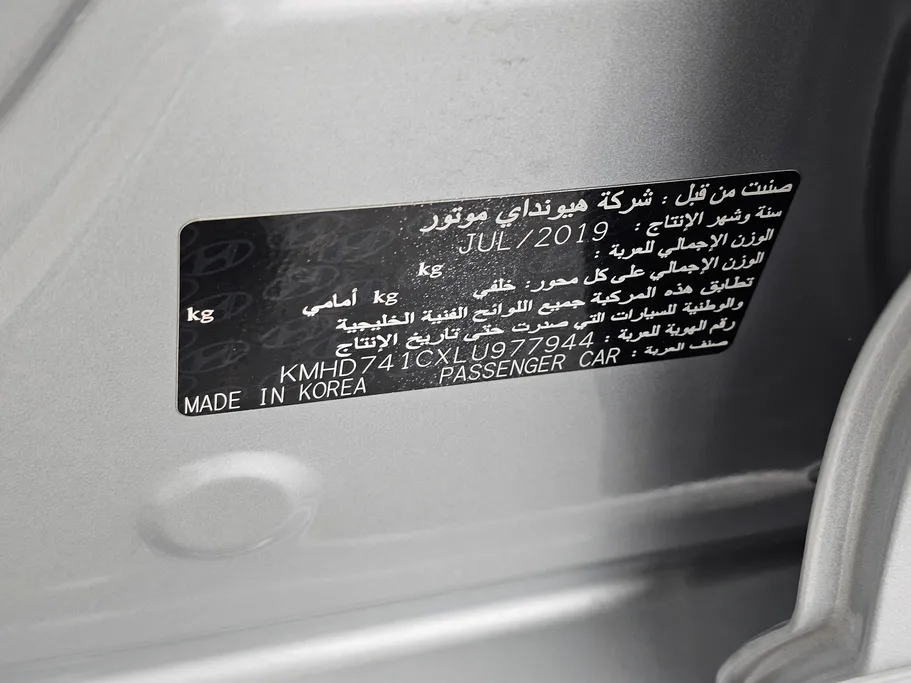 صنعت من قبل : شركة هيونداي موتور
سنة وشهر الإنتاج : JUL/2019
الوزن الإجمالي للعربة : kg
الوزن الإجمالي على كل محور: خلفي kg أمامي kg
تطابق هذه المركبة جميع اللوائح الفنية الخليجية
والوطنية للسيارات التي صدرت حتى تاريخ الإنتاج
رقم الهوية للعربة : KMHD741CXLU977944
صنف العربة : PASSENGER CAR
MADE IN KOREA